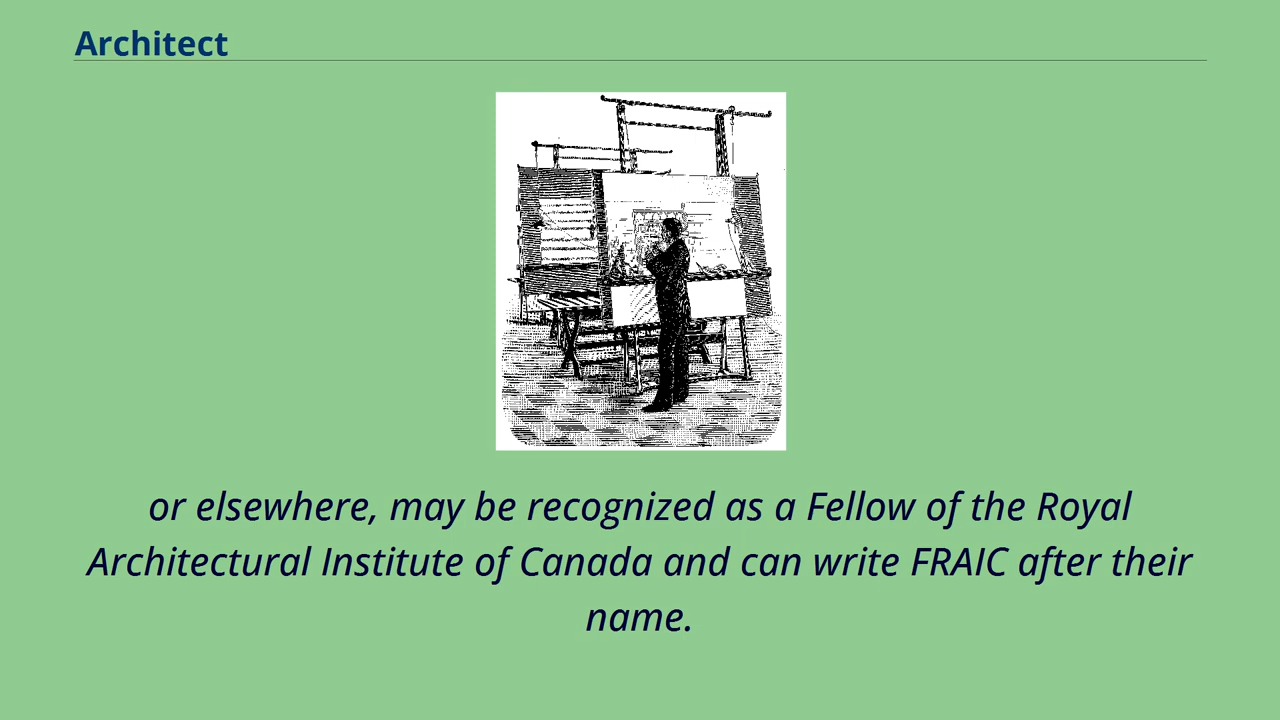 Architect
or elsewhere, may be recognized as a Fellow of the Royal
Architectural Institute of Canada and can write FRAIC after their
name.